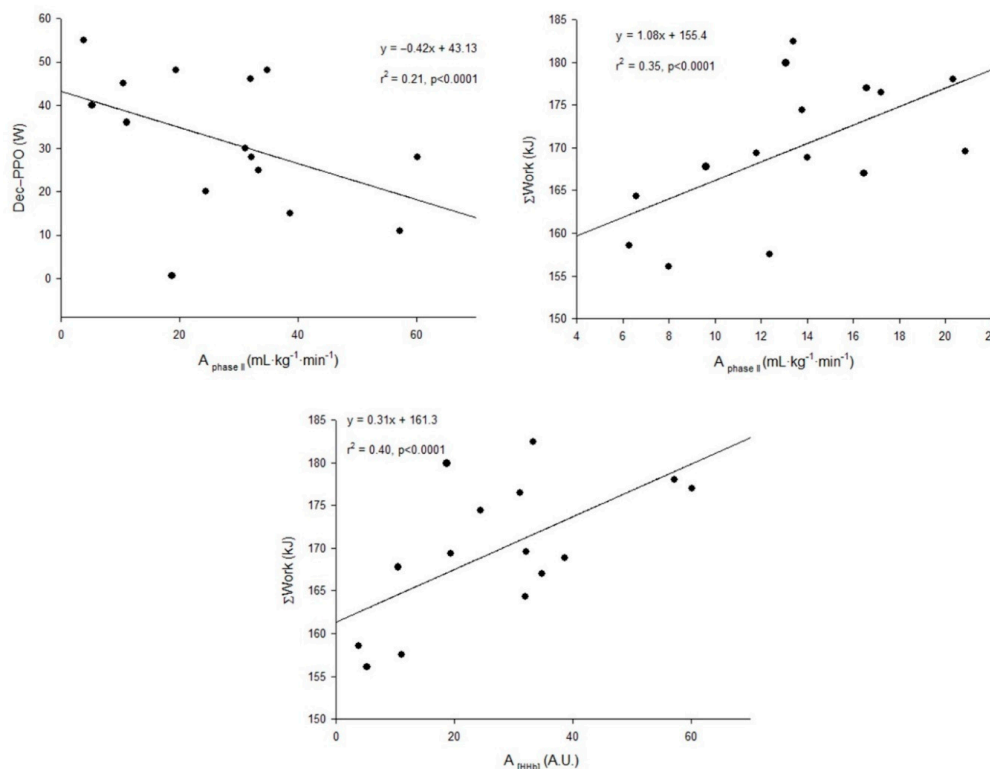 y = –0.42x + 43.13
r² = 0.21, p<0.0001
Dec–PPO (W)
60
50
40
30
20
10
0
0 20 40 60
A phase II (mL·kg⁻¹·min⁻¹)
y = 1.08x + 155.4
r² = 0.35, p<0.0001
ΣWork (kJ)
185
180
175
170
165
160
155
150
4 6 8 10 12 14 16 18 20 22
A phase II (mL·kg⁻¹·min⁻¹)
y = 0.31x + 161.3
r² = 0.40, p<0.0001
ΣWork (kJ)
185
180
175
170
165
160
155
150
0 20 40 60
A [HHb] (A.U.)